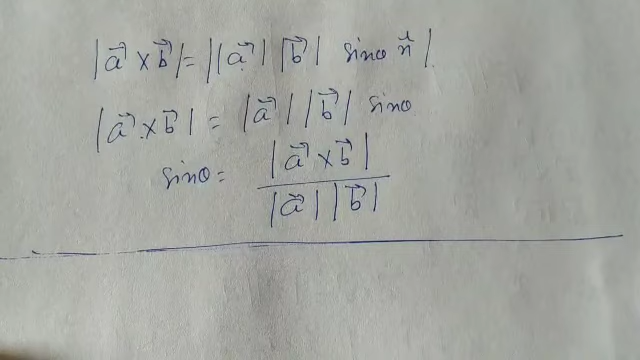 |a⃗ × b⃗| = ||a⃗| |b⃗| sinθ n⃗|.
|a⃗ × b⃗| = |a⃗| |b⃗| sinθ
sinθ = |a⃗ × b⃗| / |a⃗| |b⃗|